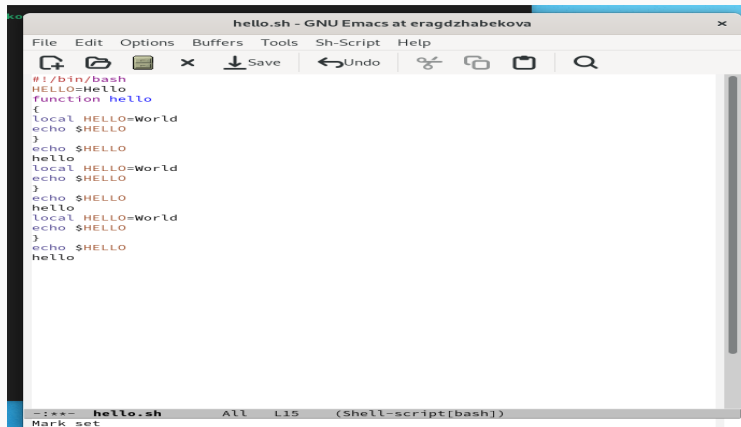 ko
hello.sh - GNU Emacs at eragdzhabekova
File Edit Options Buffers Tools Sh-Script Help
Save Undo
#!/bin/bash
HELLO=Hello
function hello
{
local HELLO=World
echo $HELLO
}
echo $HELLO
hello
local HELLO=World
echo $HELLO
}
echo $HELLO
hello
local HELLO=World
echo $HELLO
}
echo $HELLO
hello
-:**- hello.sh All L15 (Shell-script[bash])
Mark set